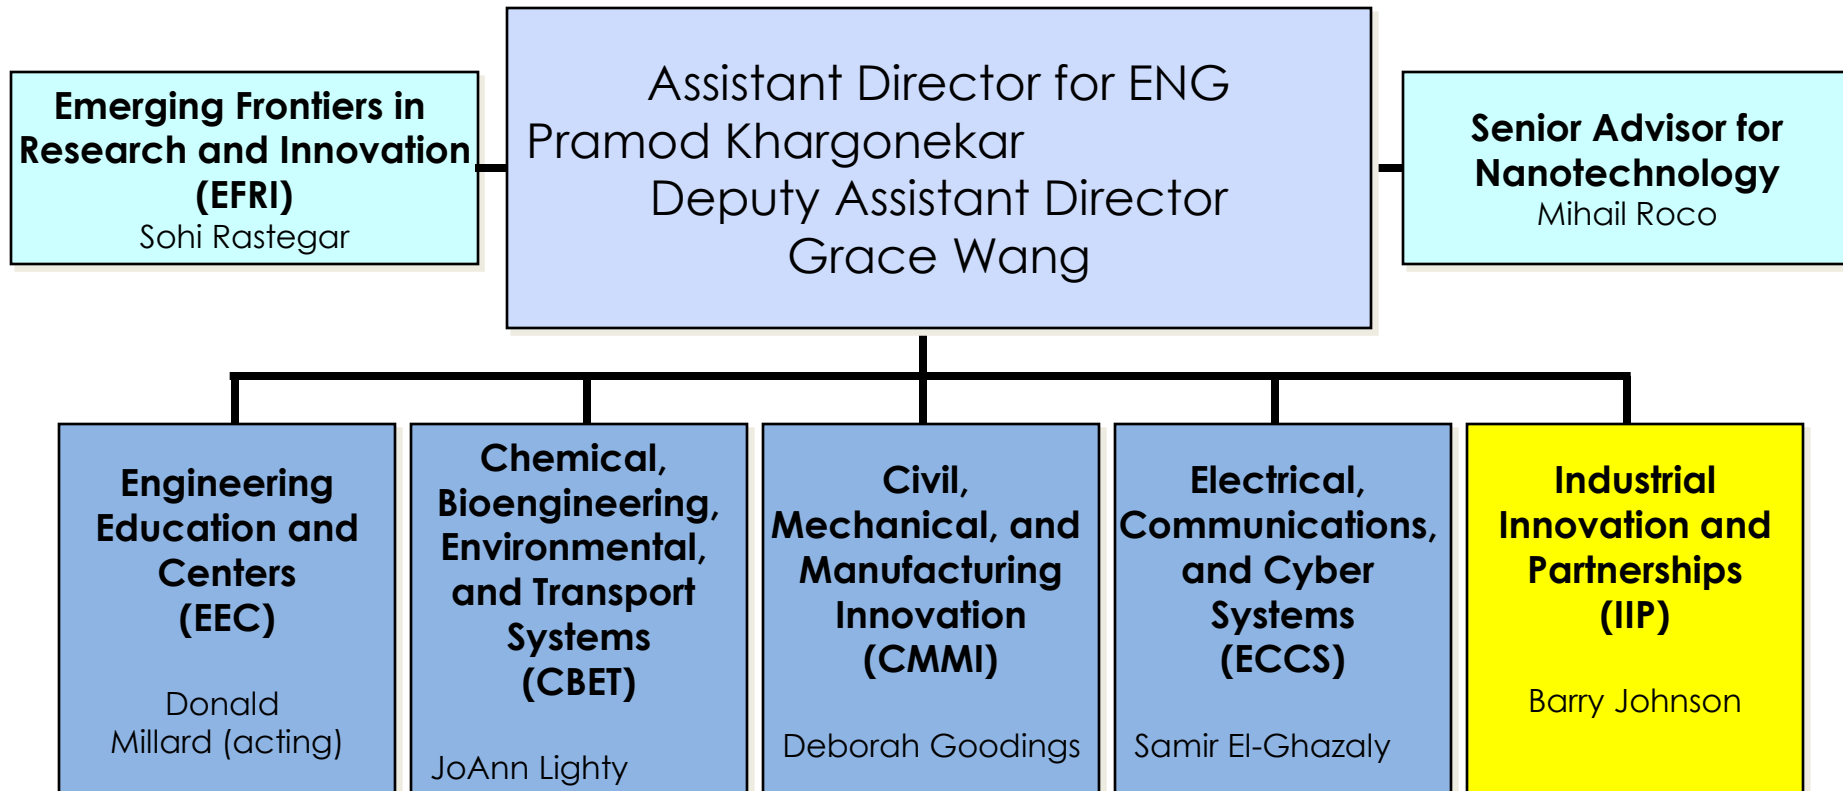 Assistant Director for ENG
Pramod Khargonekar
Deputy Assistant Director
Grace Wang
Emerging Frontiers in
Research and Innovation
(EFRI)
Sohi Rastegar
Senior Advisor for
Nanotechnology
Mihail Roco
Engineering
Education and
Centers
(EEC)
Donald
Millard (acting)
Chemical,
Bioengineering,
Environmental,
and Transport
Systems
(CBET)
JoAnn Lighty
Civil,
Mechanical, and
Manufacturing
Innovation
(CMMI)
Deborah Goodings
Electrical,
Communications,
and Cyber
Systems
(ECCS)
Samir El-Ghazaly
Industrial
Innovation and
Partnerships
(IIP)
Barry Johnson